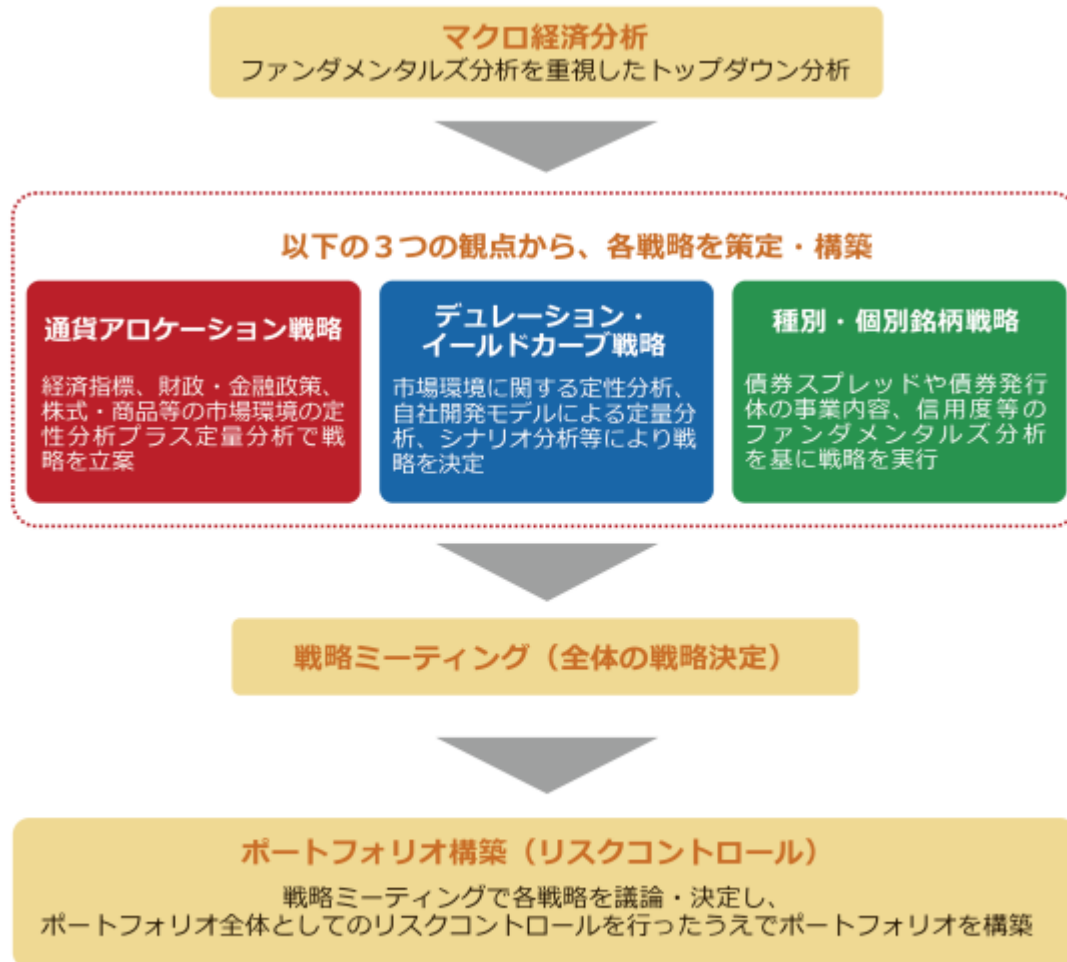 マクロ経済分析
ファンダメンタルズ分析を重視したトップダウン分析
以下の３つの観点から、各戦略を策定・構築
通貨アロケーション戦略
経済指標、財政・金融政策、
株式・商品等の市場環境の定
性分析プラス定量分析で戦
略を立案
デュレーション・
イールドカーブ戦略
市場環境に関する定性分析、
自社開発モデルによる定量分
析、シナリオ分析等により戦
略を決定
種別・個別銘柄戦略
債券スプレッドや債券発行
体の事業内容、信用度等の
ファンダメンタルズ分析
を基に戦略を実行
戦略ミーティング（全体の戦略決定）
ポートフォリオ構築（リスクコントロール）
戦略ミーティングで各戦略を議論・決定し、
ポートフォリオ全体としてのリスクコントロールを行ったうえでポートフォリオを構築